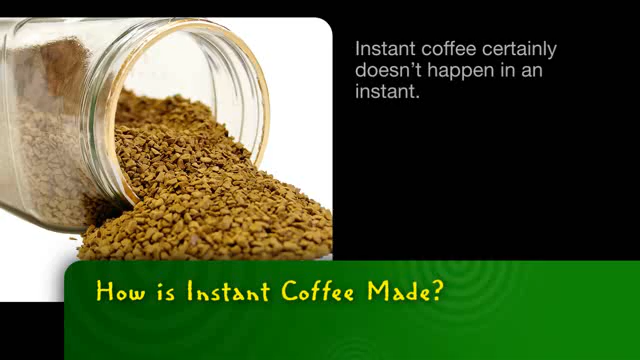 Instant coffee certainly
doesn't happen in an
instant.
How is Instant Coffee Made?